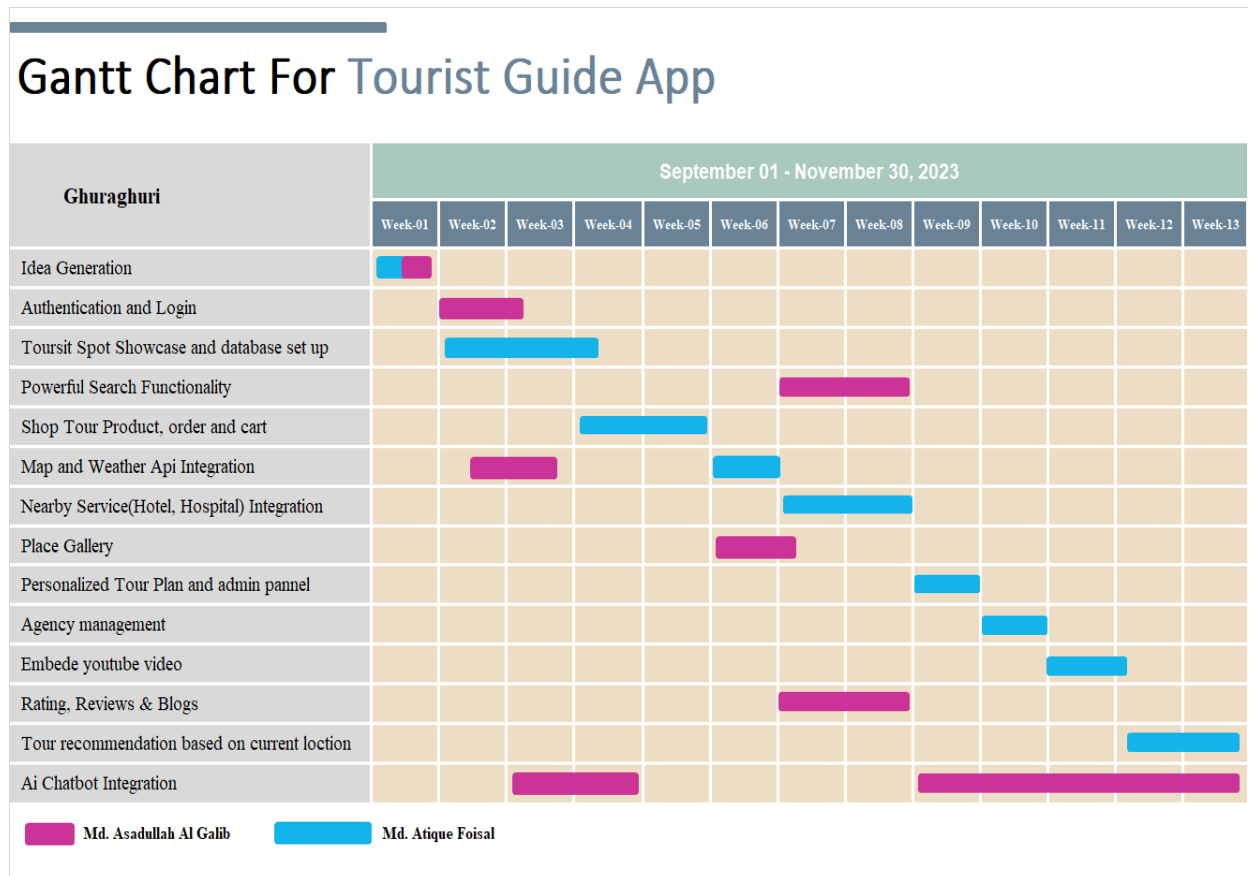 Gantt Chart For Tourist Guide App
Ghuraghuri
September 01 - November 30, 2023
Week-01 Week-02 Week-03 Week-04 Week-05 Week-06 Week-07 Week-08 Week-09 Week-10 Week-11 Week-12 Week-13
Idea Generation
Authentication and Login
Toursit Spot Showcase and database set up
Powerful Search Functionality
Shop Tour Product, order and cart
Map and Weather Api Integration
Nearby Service(Hotel, Hospital) Integration
Place Gallery
Personalized Tour Plan and admin pannel
Agency management
Embede youtube video
Rating, Reviews & Blogs
Tour recommendation based on current loction
Ai Chatbot Integration
Md. Asadullah Al Galib Md. Atique Foisal